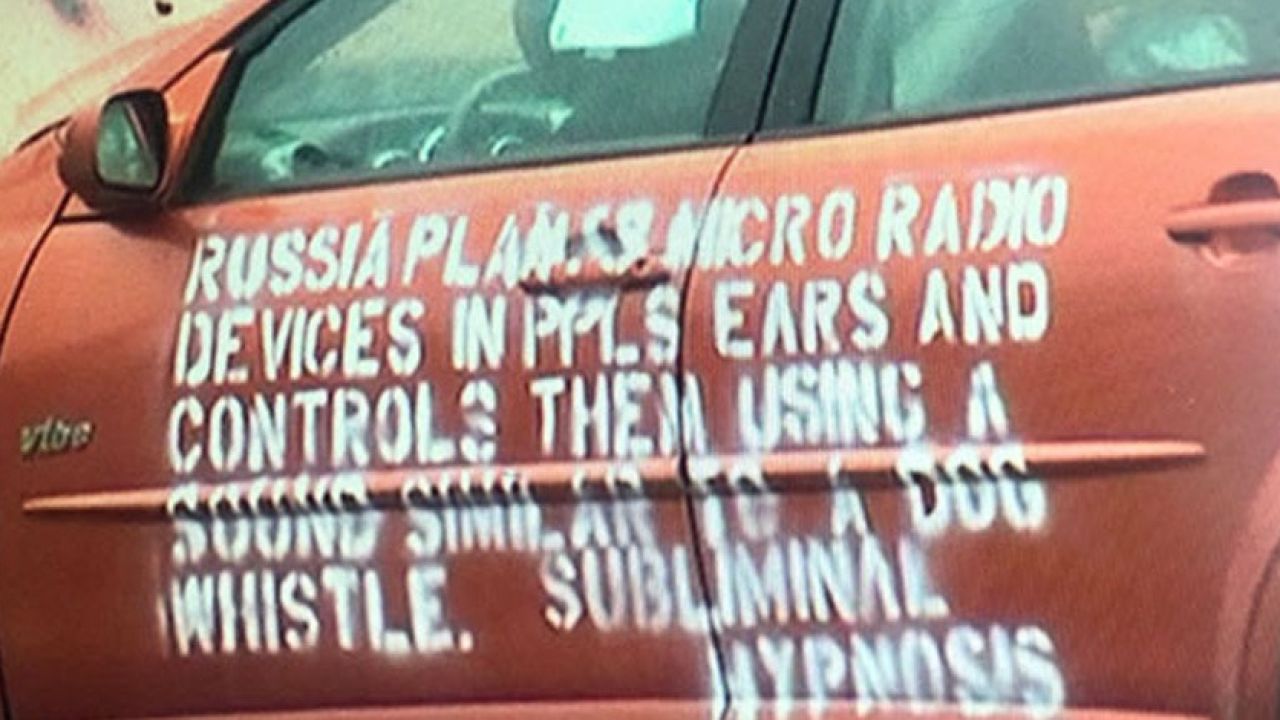 RUSSIA PLANTS MICRO RADIO
DEVICES IN PPLS EARS AND
CONTROLS THEM USING A
SOUND SIMILAR TO A DOG
WHISTLE. SUBLIMINAL
HYPNOSIS
vibe